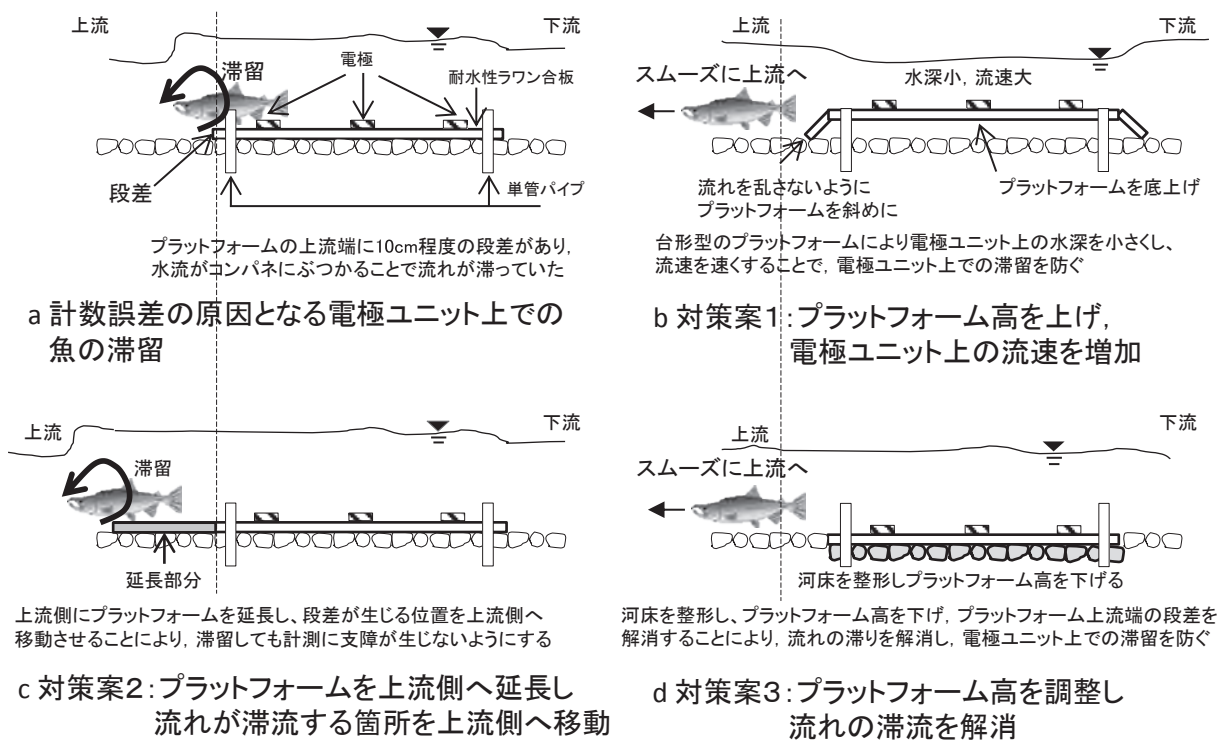 上流
下流
滞留
電極
耐水性ラワン合板
段差
単管パイプ
プラットフォームの上流端に10cm程度の段差があり,
水流がコンパネにぶつかることで流れが滞っていた
a 計数誤差の原因となる電極ユニット上での
魚の滞留
上流
下流
スムーズに上流へ
水深小, 流速大
流れを乱さないように
プラットフォームを斜めに
プラットフォームを底上げ
台形型のプラットフォームにより電極ユニット上の水深を小さくし、
流速を速くすることで, 電極ユニット上での滞留を防ぐ
b 対策案1:プラットフォーム高を上げ,
電極ユニット上の流速を増加
上流
下流
滞留
延長部分
上流側にプラットフォームを延長し、段差が生じる位置を上流側へ
移動させることにより, 滞留しても計測に支障が生じないようにする
c 対策案2:プラットフォームを上流側へ延長し
流れが滞流する箇所を上流側へ移動
上流
下流
スムーズに上流へ
河床を整形しプラットフォーム高を下げる
河床を整形し、プラットフォーム高を下げ, プラットフォーム上流端の段差を
解消することにより, 流れの滞りを解消し, 電極ユニット上での滞留を防ぐ
d 対策案3:プラットフォーム高を調整し
流れの滞流を解消